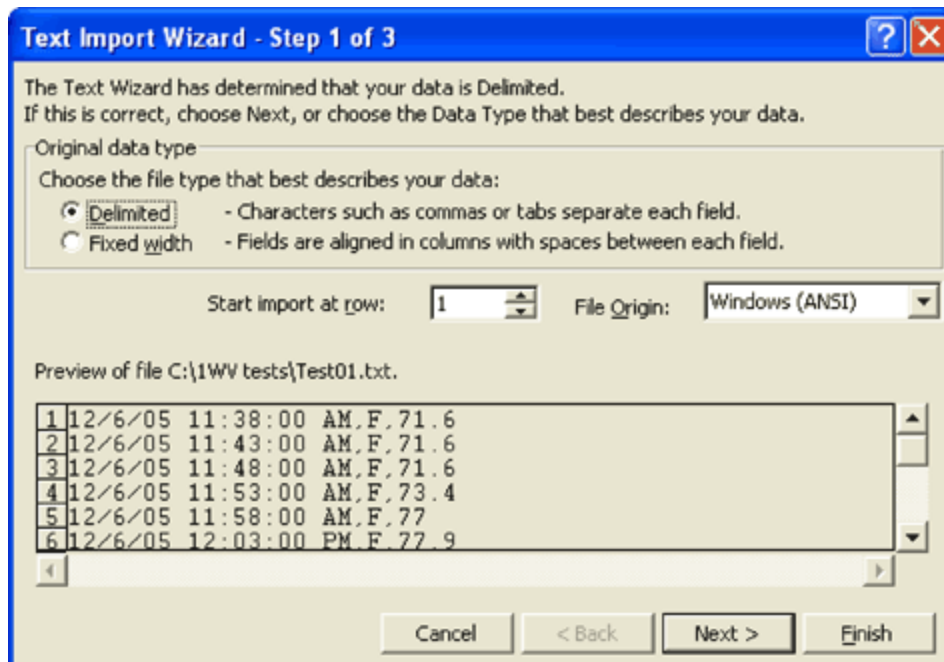 Text Import Wizard - Step 1 of 3
The Text Wizard has determined that your data is Delimited.
If this is correct, choose Next, or choose the Data Type that best describes your data.
Original data type
Choose the file type that best describes your data:
Delimited - Characters such as commas or tabs separate each field.
Fixed width - Fields are aligned in columns with spaces between each field.
Start import at row: 1 File Origin: Windows (ANSI)
Preview of file C:\1WV tests\Test01.txt.
1 12/6/05 11:38:00 AM,F,71.6
2 12/6/05 11:43:00 AM,F,71.6
3 12/6/05 11:48:00 AM,F,71.6
4 12/6/05 11:53:00 AM,F,73.4
5 12/6/05 11:58:00 AM,F,77
6 12/6/05 12:03:00 PM,F,77.9
Cancel < Back Next > Finish